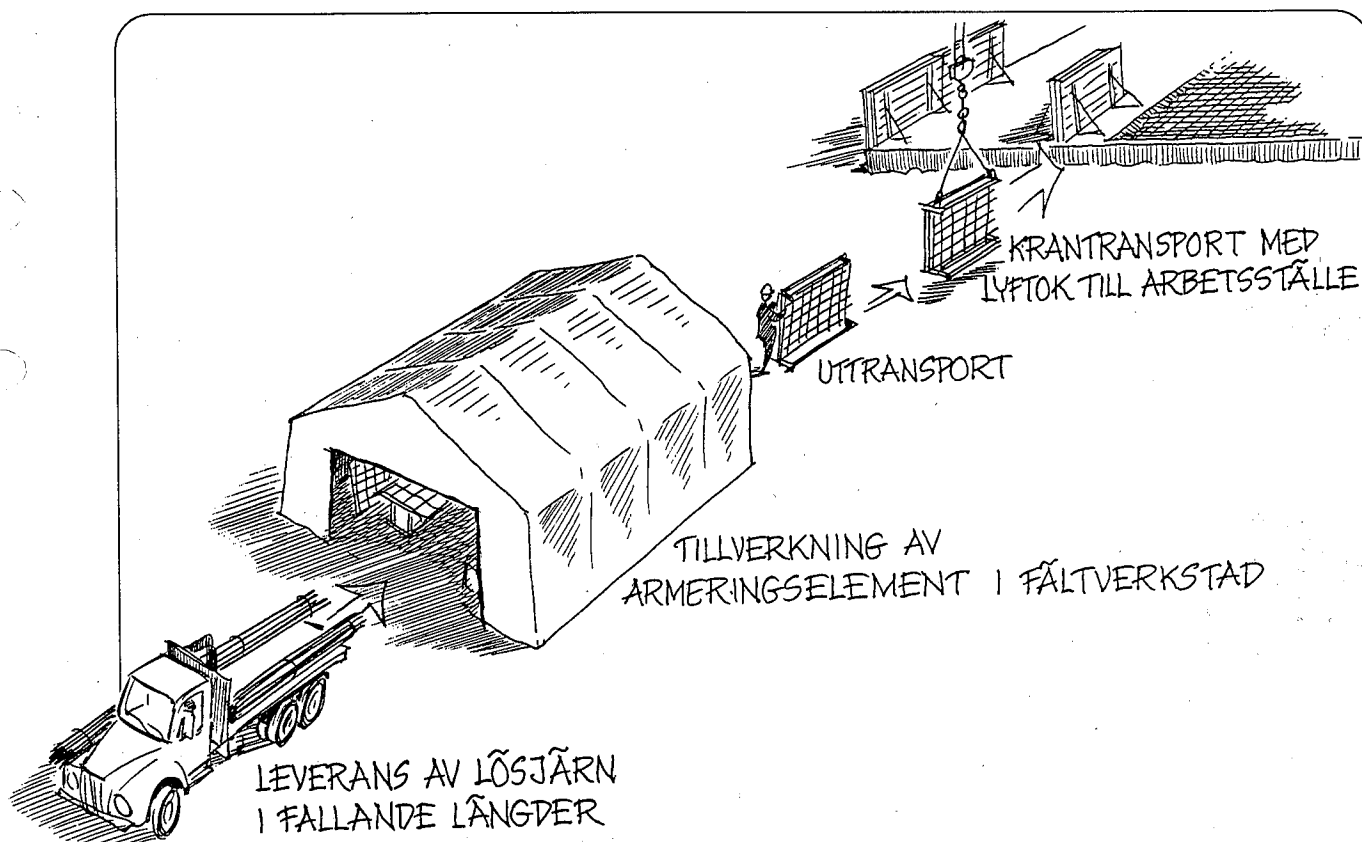 KRANTRANSPORT MED
LYFTOK TILL ARBETSSTÄLLE
UTTRANSPORT
TILLVERKNING AV
ARMERINGSELEMENT I FÄLTVERKSTAD
LEVERANS AV LÖSJÄRN
I FALLANDE LÄNGDER